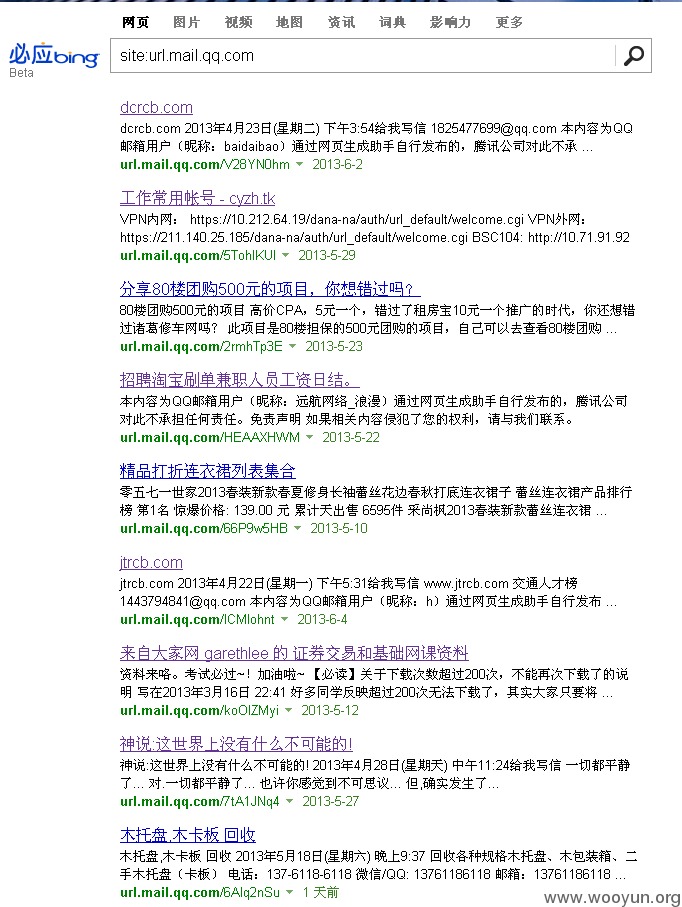 网页 图片 视频 地图 资讯 词典 影响力 更多
必应bing
Beta
site:url.mail.qq.com
dcrcb.com
dcrcb.com 2013年4月23日(星期二) 下午3:54给我写信 1825477699@qq.com 本内容为QQ
邮箱用户（昵称：baidaibao）通过网页生成助手自行发布的，腾讯公司对此不承 ...
url.mail.qq.com/V28YN0hm 2013-6-2
工作常用帐号 - cyzh.tk
VPN内网： https://10.212.64.19/dana-na/auth/url_default/welcome.cgi VPN外网：
https://211.140.25.185/dana-na/auth/url_default/welcome.cgi BSC104: http://10.71.91.92
url.mail.qq.com/5TohIKUl 2013-5-29
分享80楼团购500元的项目，你想错过吗？
80楼团购500元的项目 高价CPA，5元一个，错过了租房宝10元一个推广的时代，你还想错
过诸葛修车网吗？ 此项目是80楼担保的500元团购的项目，自己可以去查看80楼团购 ...
url.mail.qq.com/2rmhTp3E 2013-5-23
招聘淘宝刷单兼职人员工资日结。
本内容为QQ邮箱用户（昵称：远航网络_浪漫）通过网页生成助手自行发布的，腾讯公司
对此不承担任何责任。免责声明 如果相关内容侵犯了您的权利，请与我们联系。
url.mail.qq.com/HEAAXHWM 2013-5-22
精品打折连衣裙列表集合
零五七一世家2013春装新款春夏修身长袖蕾丝花边春秋打底连衣裙子 蕾丝连衣裙产品排行
榜 第1名 惊爆价格: 139.00 元 累计天出售 6595件 采尚枫2013春装新款蕾丝连衣裙 ...
url.mail.qq.com/66P9w5HB 2013-5-10
jtrcb.com
jtrcb.com 2013年4月22日(星期一) 下午5:31给我写信 www.jtrcb.com 交通人才榜
1443794841@qq.com 本内容为QQ邮箱用户（昵称：h）通过网页生成助手自行发布 ...
url.mail.qq.com/ICMlohnt 2013-6-4
来自大家网 garethlee 的 证券交易和基础网课资料
资料来咯。考试必过~！加油啦~ 【必读】关于下载次数超过200次，不能再次下载了的说
明 写在2013年3月16日 22:41 好多同学反映超过200次无法下载了，其实大家只要将 ...
url.mail.qq.com/koOlZMyi 2013-5-12
神说:这世界上没有什么不可能的!
神说:这世界上没有什么不可能的! 2013年4月28日(星期天) 中午11:24给我写信 一切都平静
了... 对.一切都平静了... 也许你感觉到不可思议... 但,确实发生了...
url.mail.qq.com/7tA1JNq4 2013-5-27
木托盘,木卡板 回收
木托盘,木卡板 回收 2013年5月18日(星期六) 晚上9:37 回收各种规格木托盘、木包装箱、二
手木托盘（卡板） 电话：137-6118-6118 微信/QQ: 13761186118 邮箱：13761186118 ...
url.mail.qq.com/6Alq2nSu 1 天前
www.wooyun.org